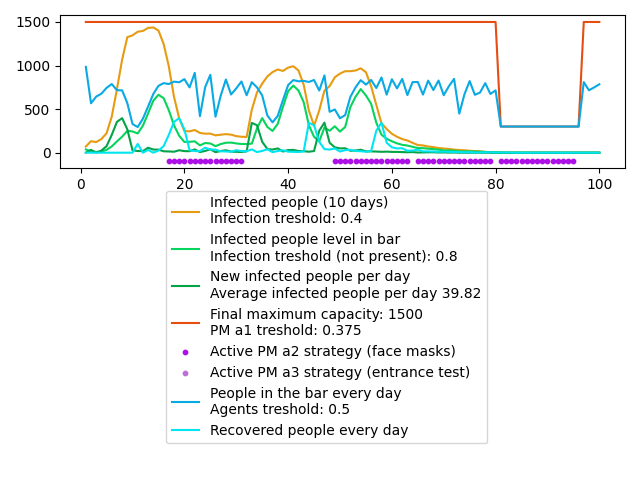 1500
1000
500
0
0
20
40
60
80
100
Infected people (10 days)
Infection treshold: 0.4
Infected people level in bar
Infection treshold (not present): 0.8
New infected people per day
Average infected people per day 39.82
Final maximum capacity: 1500
PM a1 treshold: 0.375
Active PM a2 strategy (face masks)
Active PM a3 strategy (entrance test)
People in the bar every day
Agents treshold: 0.5
Recovered people every day